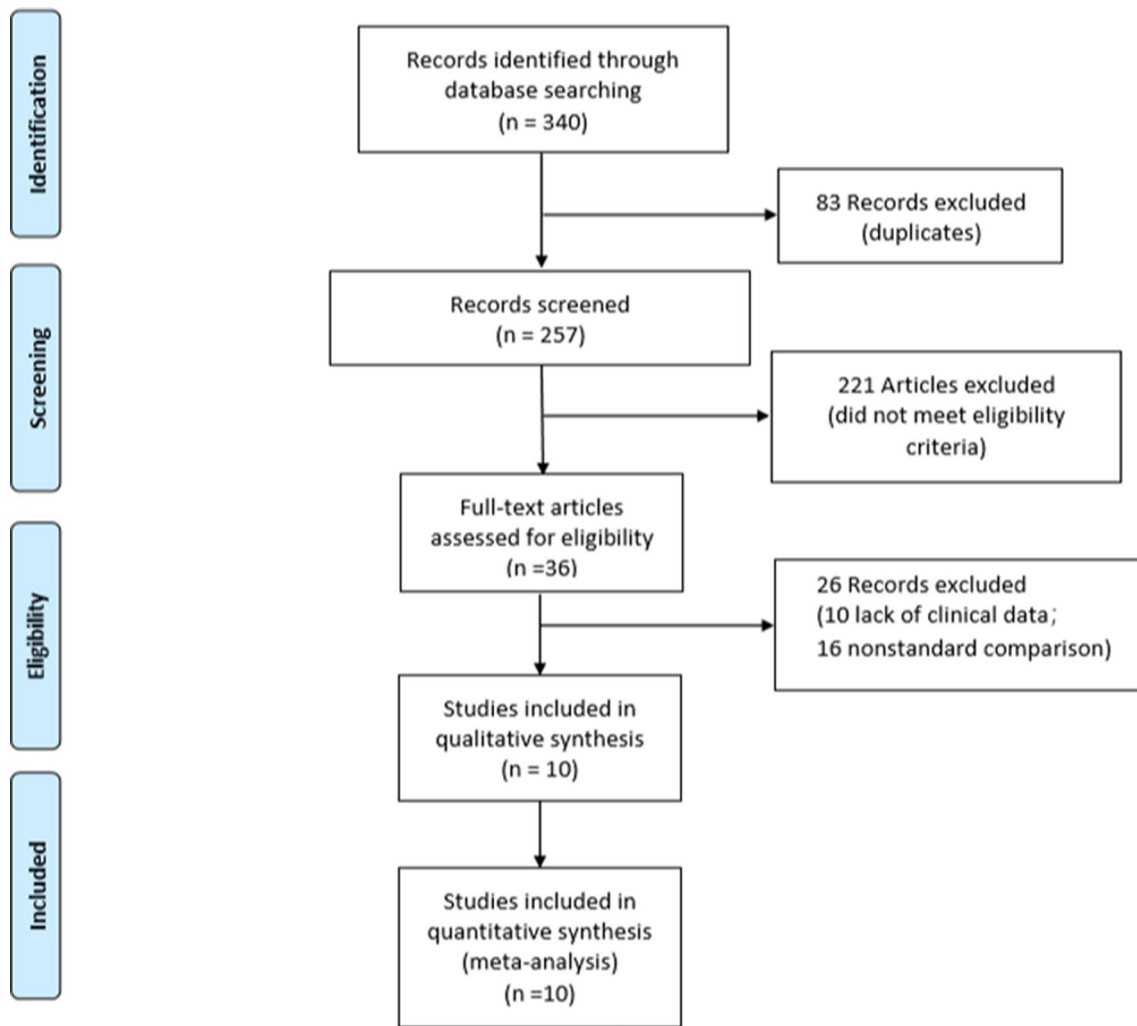 Identification
Records identified through
database searching
(n = 340)
83 Records excluded
(duplicates)
Screening
Records screened
(n = 257)
221 Articles excluded
(did not meet eligibility
criteria)
Eligibility
Full-text articles
assessed for eligibility
(n =36)
26 Records excluded
(10 lack of clinical data;
16 nonstandard comparison)
Studies included in
qualitative synthesis
(n = 10)
Included
Studies included in
quantitative synthesis
(meta-analysis)
(n =10)